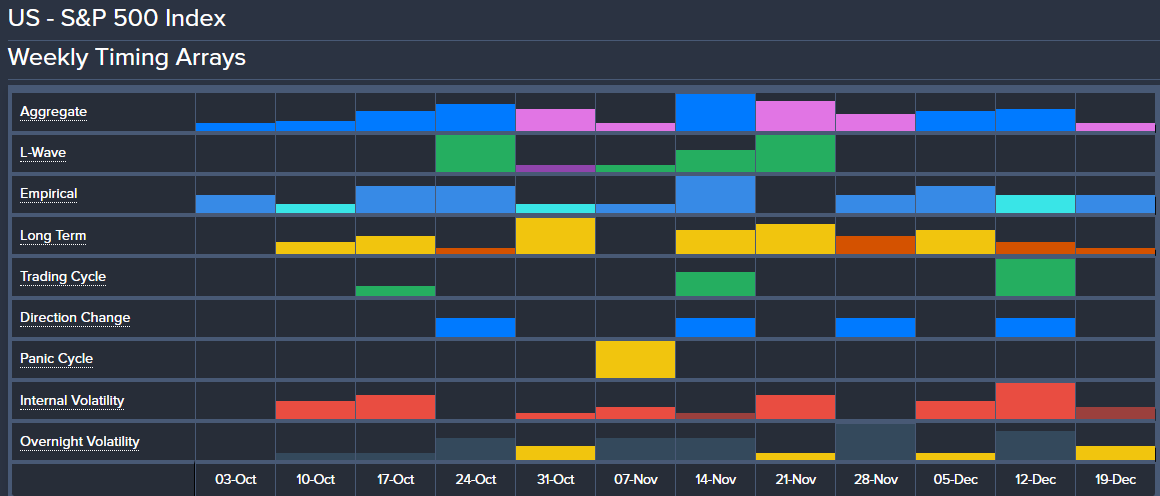 US - S&P 500 Index
Weekly Timing Arrays
Aggregate
L-Wave
Empirical
Long Term
Trading Cycle
Direction Change
Panic Cycle
Internal Volatility
Overnight Volatility
03-Oct 10-Oct 17-Oct 24-Oct 31-Oct 07-Nov 14-Nov 21-Nov 28-Nov 05-Dec 12-Dec 19-Dec